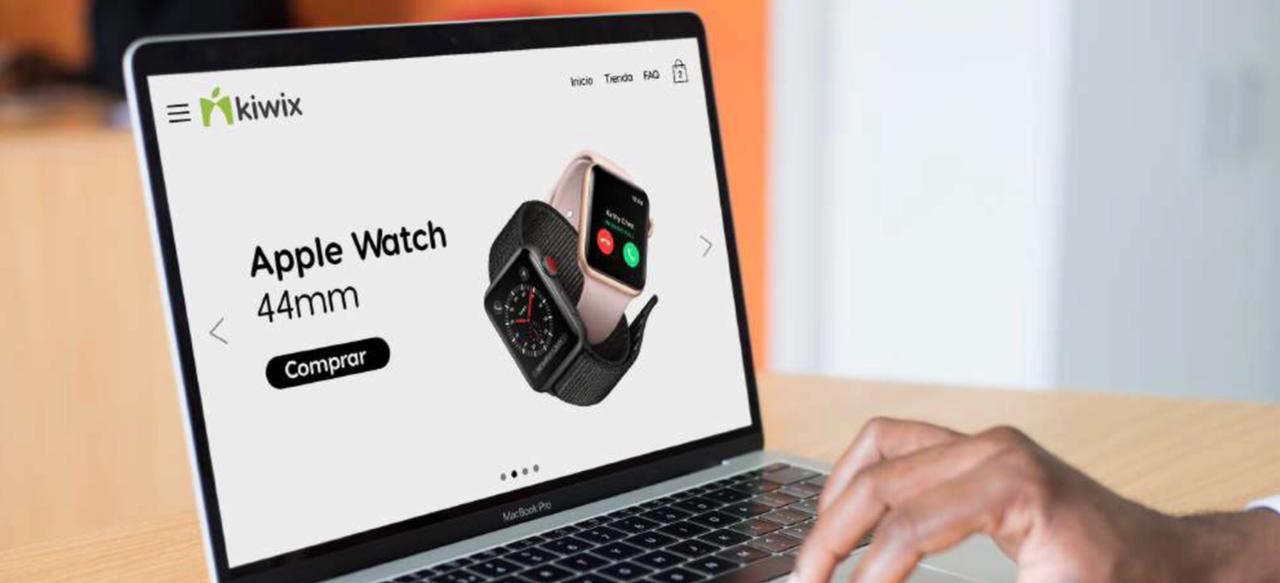 kiwix
Inicio Tienda FAQ 2
Apple Watch
44mm
Comprar
MacBook Pro